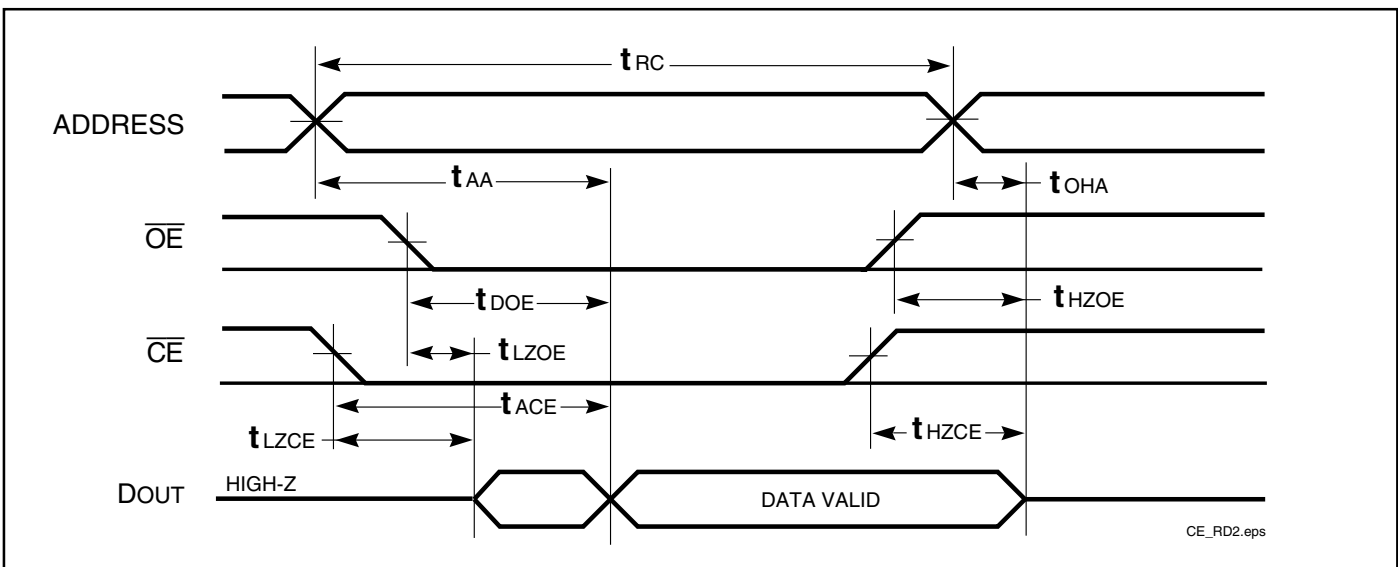 tRC
ADDRESS
tAA
tOHA
OE
tDOE
tHZOE
CE
tLZOE
tACE
tLZCE
tHZCE
DOUT
HIGH-Z
DATA VALID
CE_RD2.eps